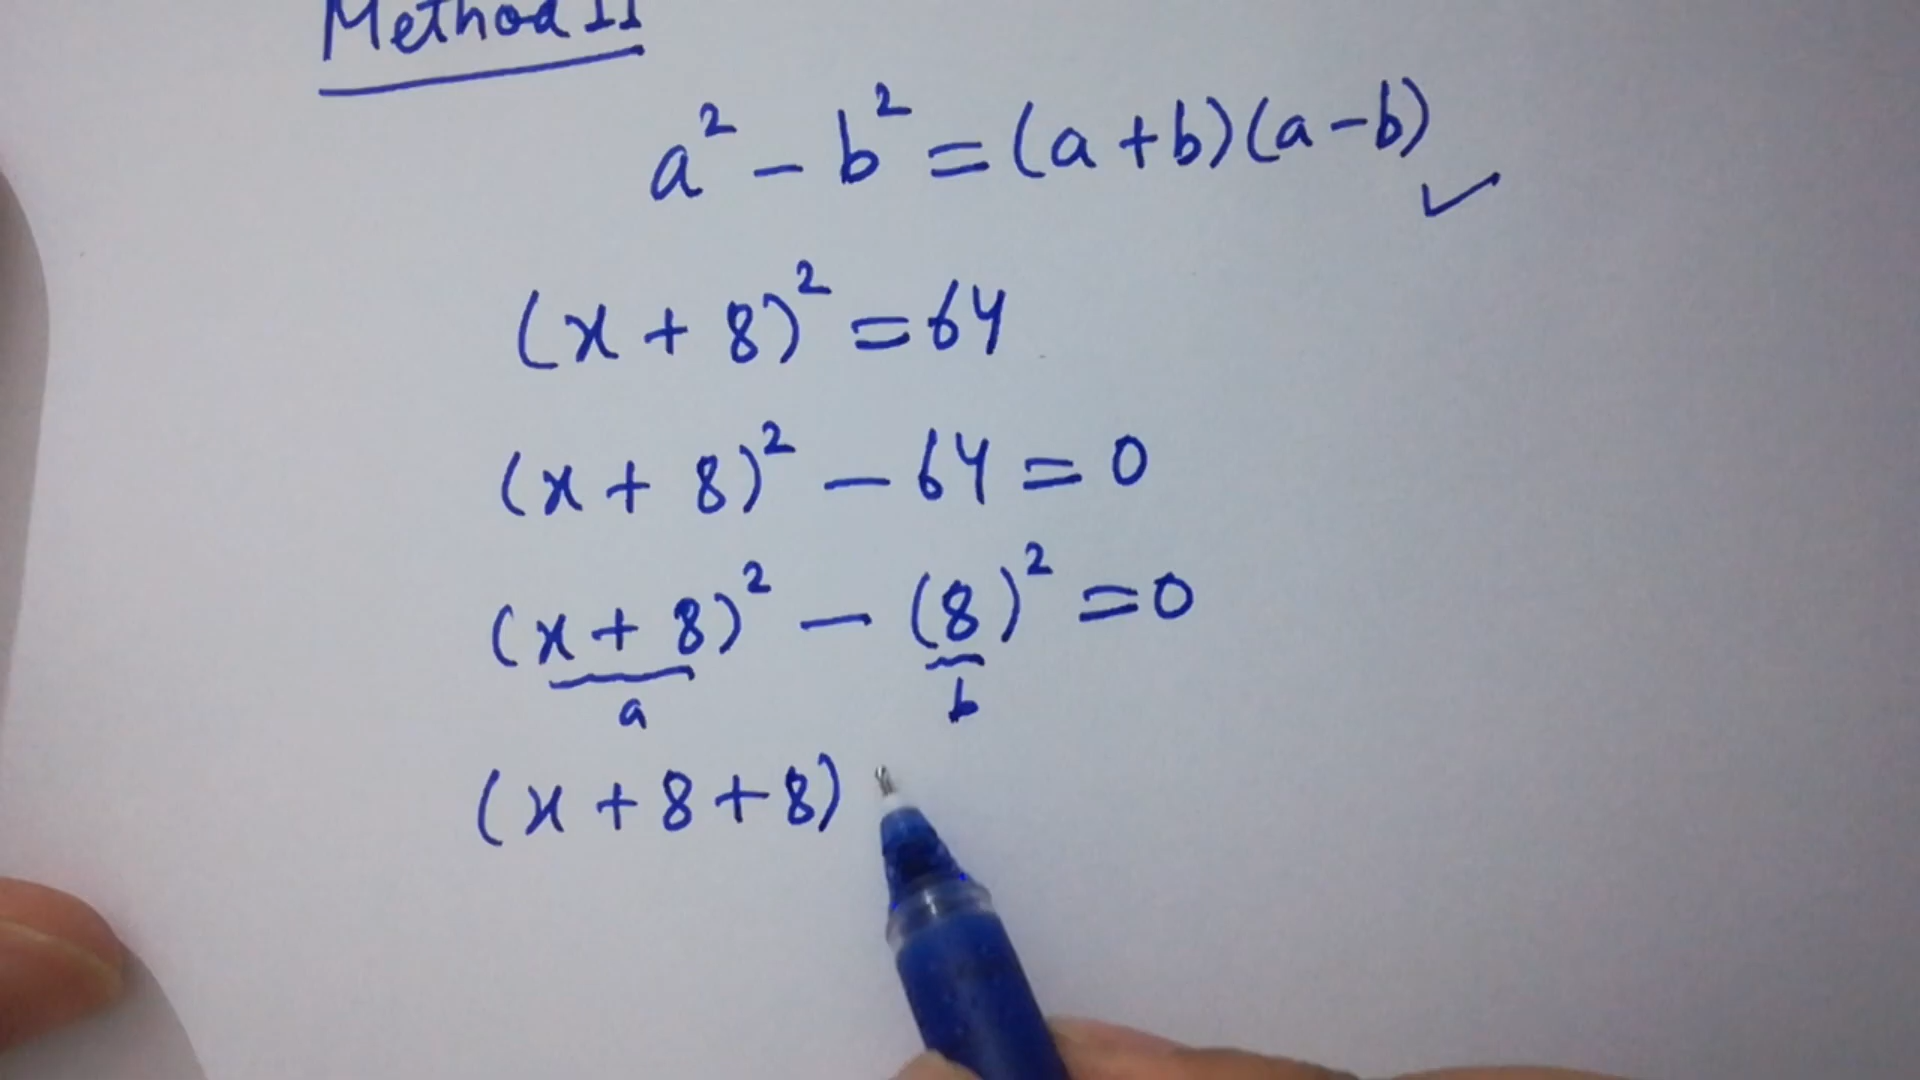 Method II
a² - b² = (a + b)(a - b) ✓
(x + 8)² = 64
(x + 8)² - 64 = 0
(x + 8)² - (8)² = 0
a b
(x + 8 + 8)